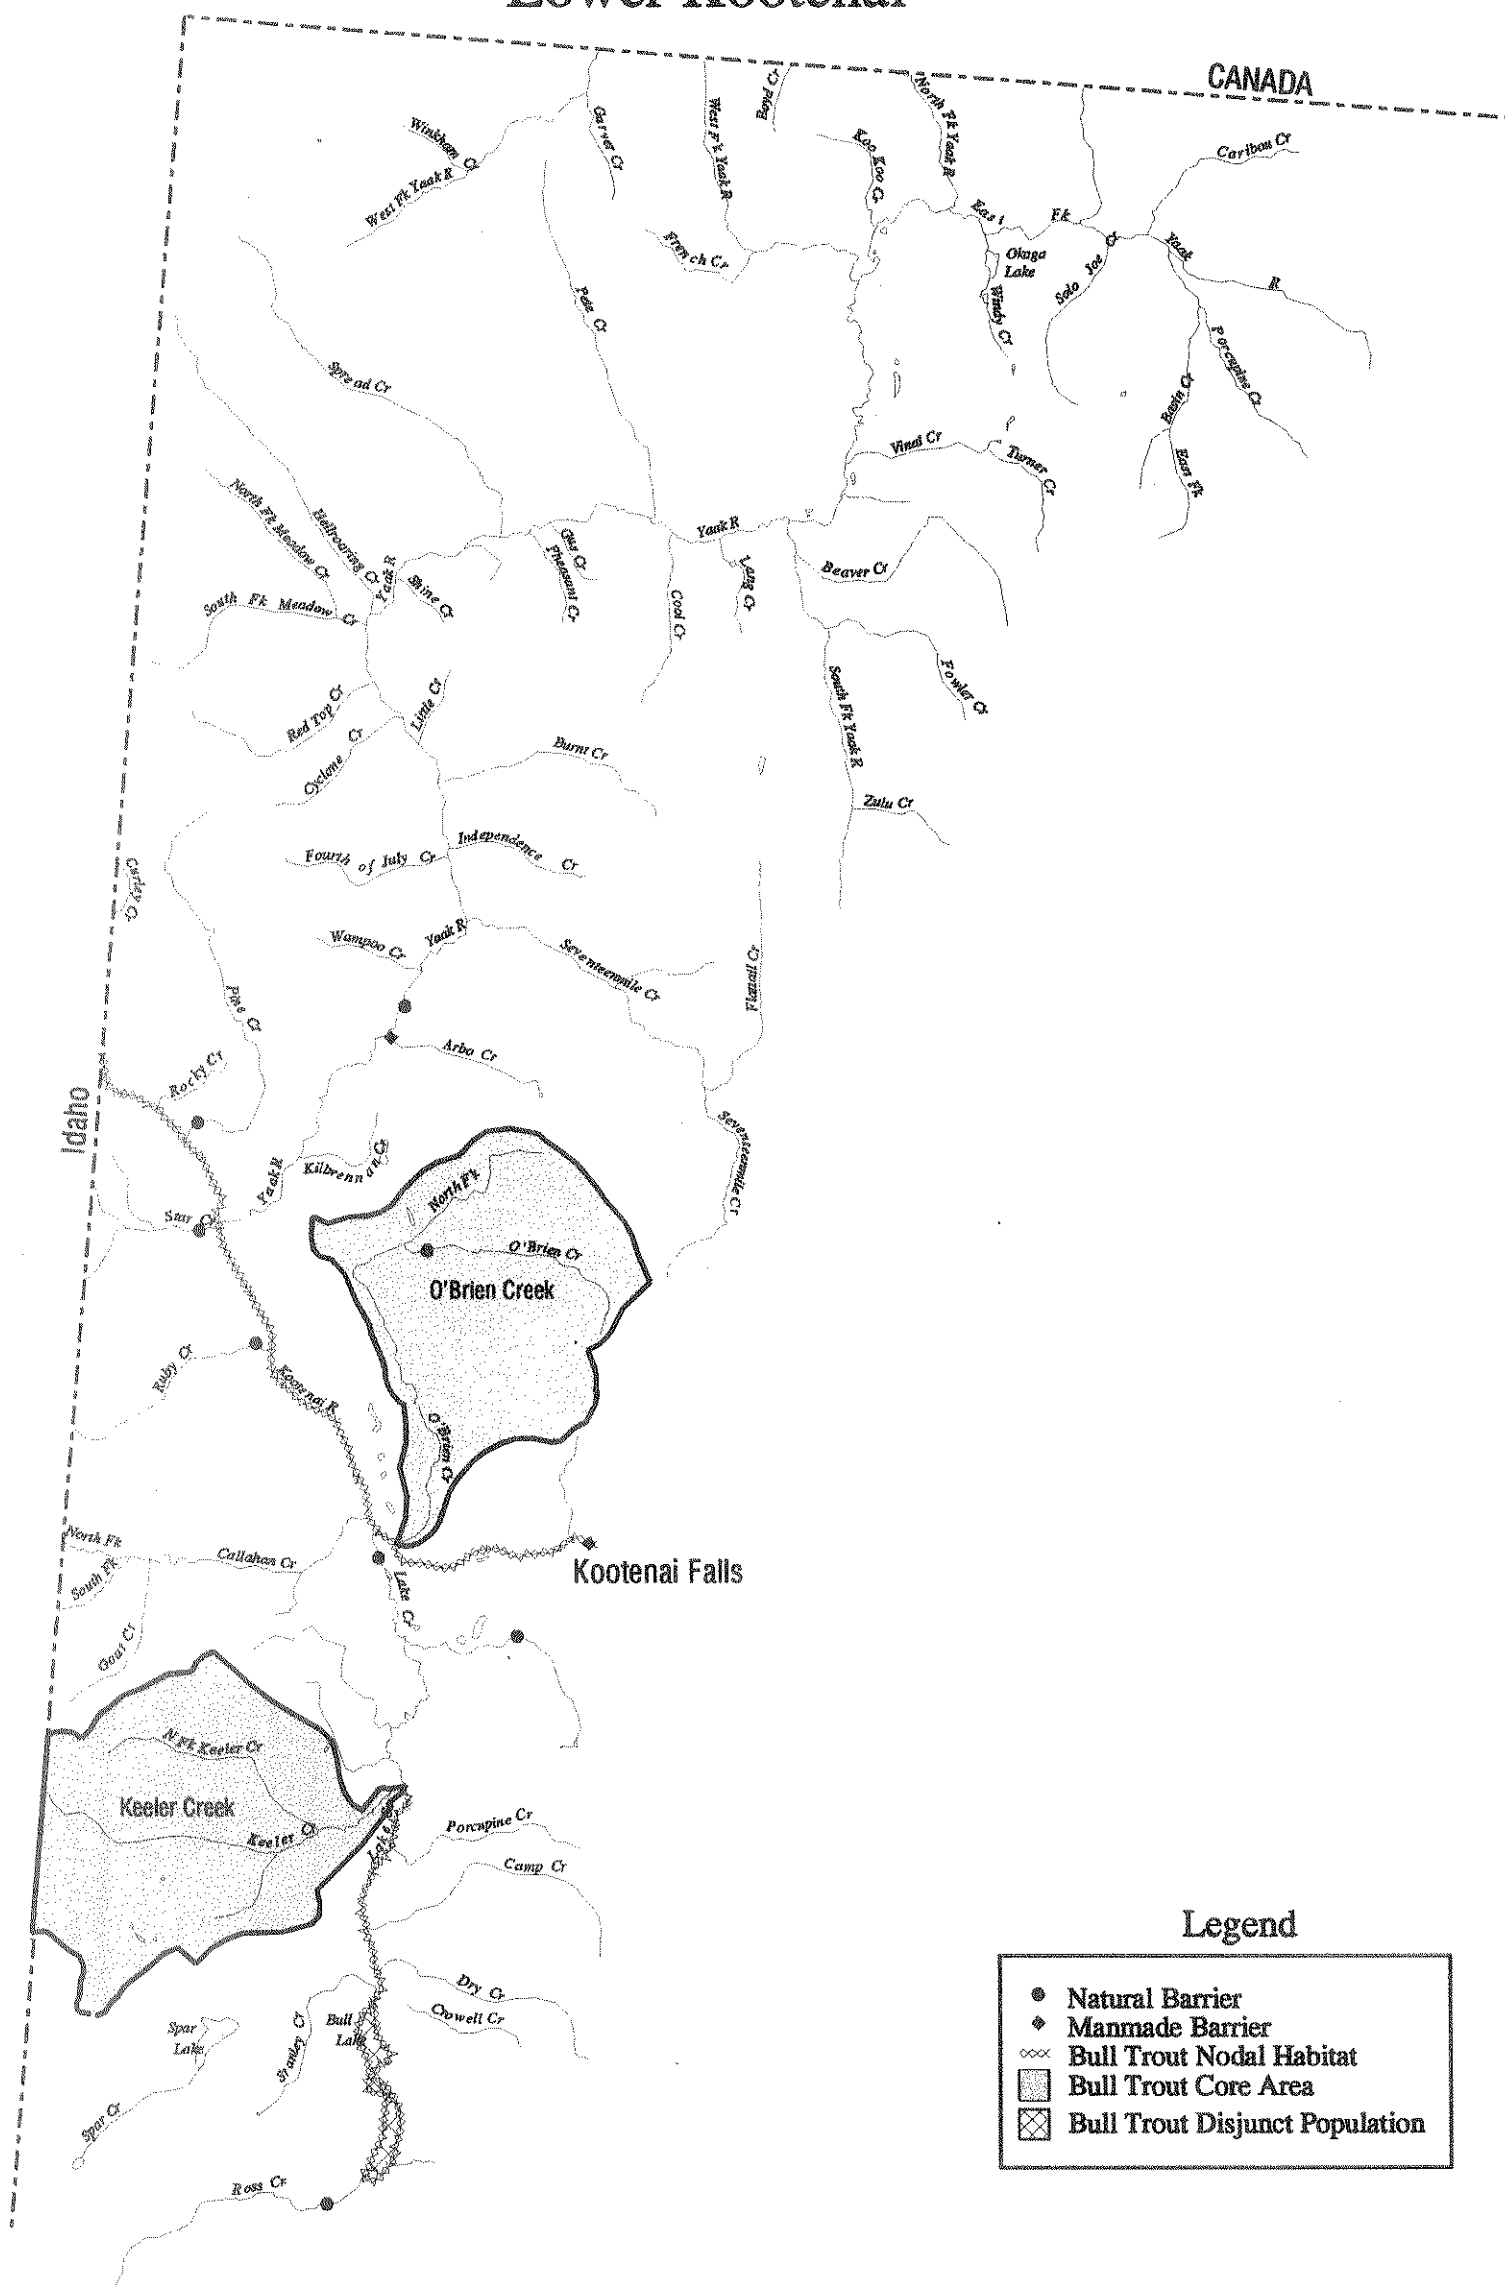 Lower Kootenai
CANADA
Winkham Cr
West Fk Yaak R
Garver Cr
West Fk Yaak R
Boyd Cr
Koo Koo Cr
North Fk Yaak R
Caribou Cr
French Cr
East Fk Yaak R
Okaga
Lake
Windy Cr
Solo Joe Cr
Porcupine Cr
Basin Cr
East Fk
Pete Cr
Spread Cr
Vinal Cr
Turner Cr
North Fk Meadow Cr
Hellroaring Cr
Yaak R
Shine Cr
South Fk Meadow Cr
Gus Cr
Pheasant Cr
Yaak R
Cool Cr
Lang Cr
Beaver Cr
Fowler Cr
South Fk Yaak R
Zulu Cr
Red Top Cr
Little Cr
Cyclone Cr
Burnt Cr
Fourth of July Cr
Independence Cr
Curley Cr
Wampoo Cr
Yaak R
Seventeenmile Cr
Flatail Cr
Pine Cr
Arbo Cr
Rocky Cr
Idaho
Seventeenmile Cr
Kilbrennan Cr
Yaak R
North Fk
Star Cr
O'Brien Cr
O'Brien Creek
Ruby Cr
Kootenai R
O'Brien Cr
North Fk
South Fk
Callahan Cr
Kootenai Falls
Lake Cr
Gout Cr
N Fk Keeler Cr
Keeler Creek
Keeler Cr
Lake
Porcupine Cr
Camp Cr
Dry Cr
Crowell Cr
Bull
Lake
Stanley Cr
Spar
Lake
Spar Cr
Ross Cr
Legend
Natural Barrier
Manmade Barrier
Bull Trout Nodal Habitat
Bull Trout Core Area
Bull Trout Disjunct Population